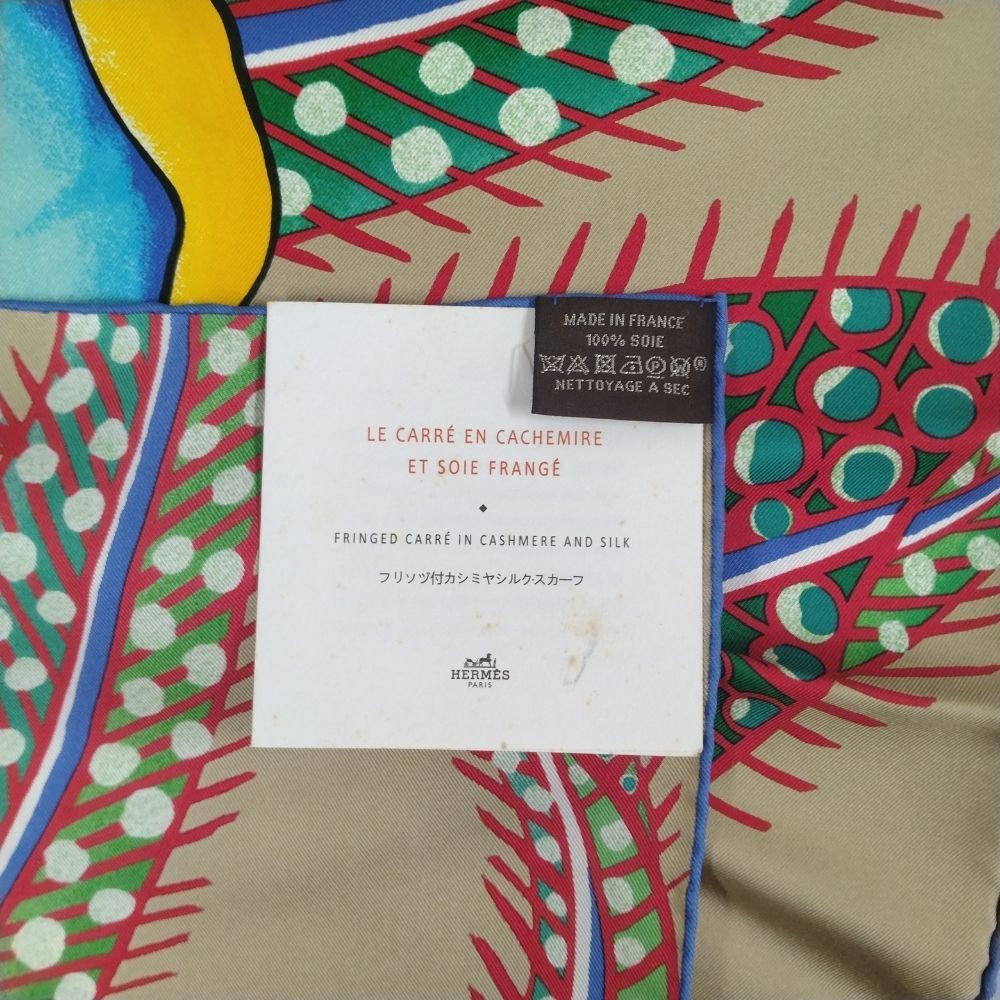 MADE IN FRANCE
100% SOIE
NETTOYAGE A SEC
LE CARRÉ EN CACHEMIRE
ET SOIE FRANGÉ
FRINGED CARRÉ IN CASHMERE AND SILK
フリンヅ付カシミヤシルク・スカーフ
HERMÈS
PARIS